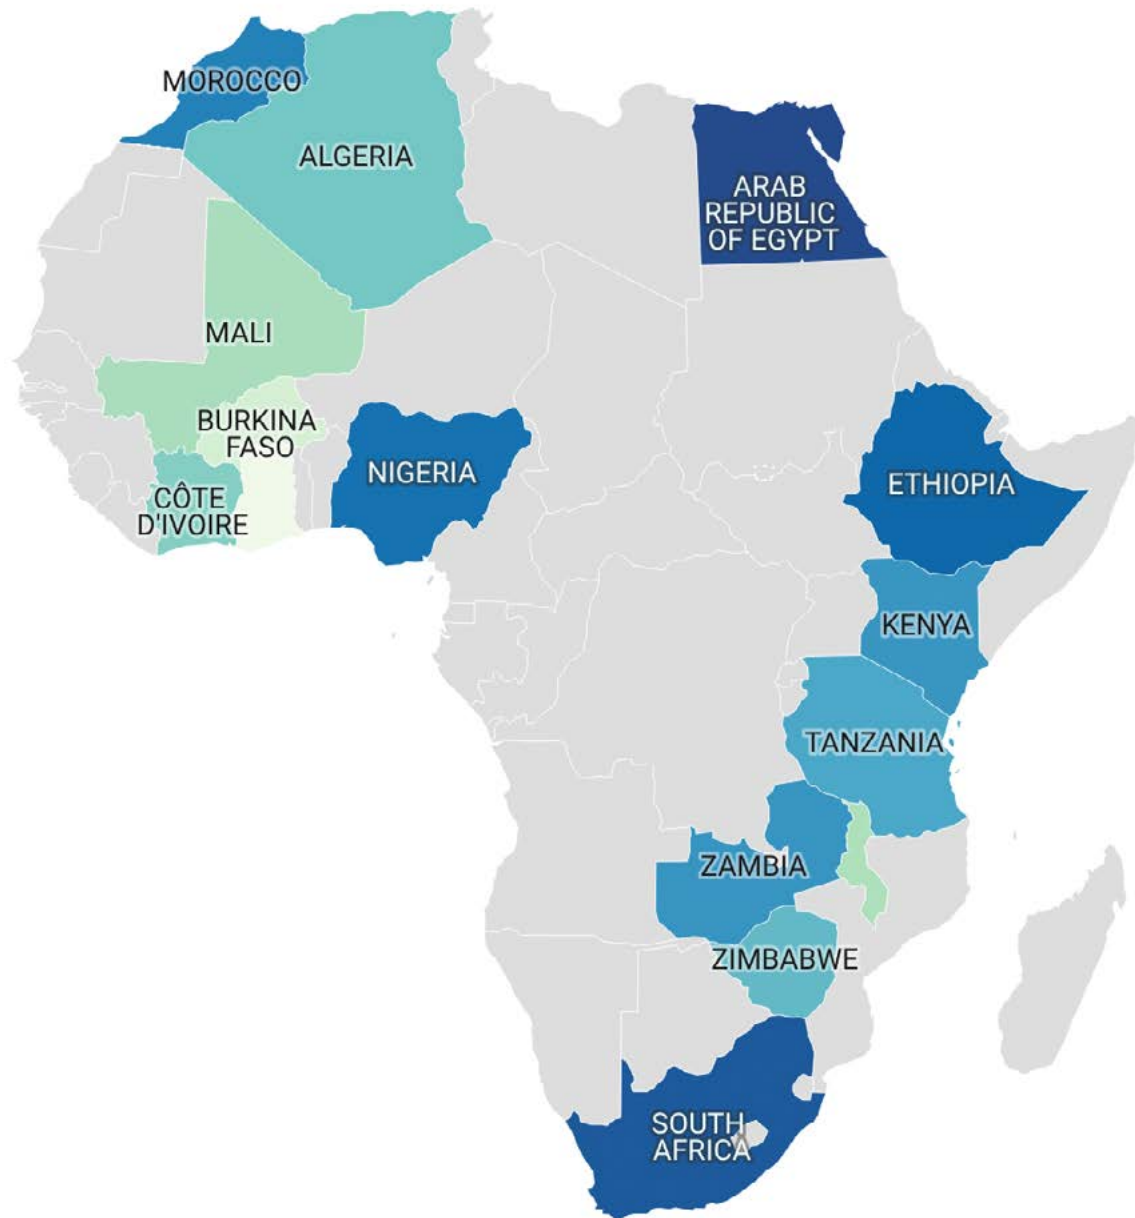 MOROCCO
ALGERIA
ARAB
REPUBLIC
OF EGYPT
MALI
BURKINA
FASO
NIGERIA
CÔTE
D'IVOIRE
ETHIOPIA
KENYA
TANZANIA
ZAMBIA
ZIMBABWE
SOUTH
AFRICA